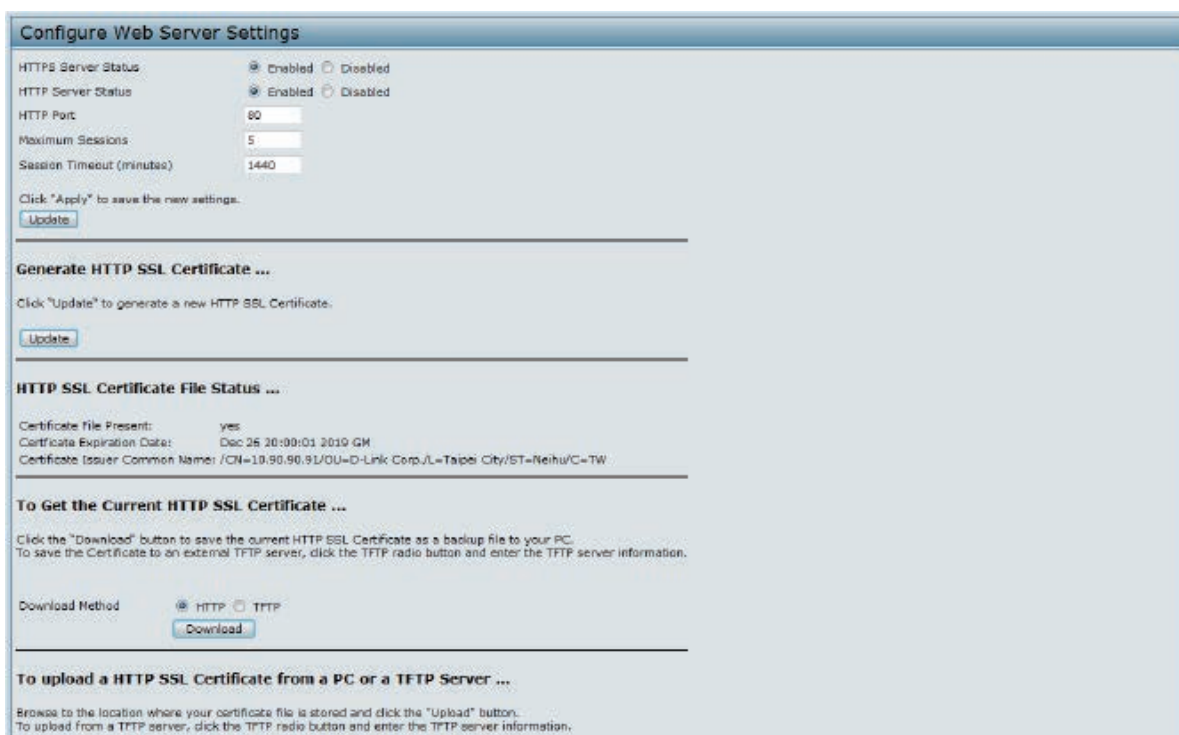 Configure Web Server Settings
HTTPS Server Status Enabled Disabled
HTTP Server Status Enabled Disabled
HTTP Port 80
Maximum Sessions 5
Session Timeout (minutes) 1440
Click "Apply" to save the new settings.
Update
Generate HTTP SSL Certificate ...
Click "Update" to generate a new HTTP SSL Certificate.
Update
HTTP SSL Certificate File Status ...
Certificate File Present: yes
Certificate Expiration Date: Dec 26 20:00:01 2019 GM
Certificate Issuer Common Name: /CN=10.90.90.91/OU=D-Link Corp./L=Taipei City/ST=Neihu/C=TW
To Get the Current HTTP SSL Certificate ...
Click the "Download" button to save the current HTTP SSL Certificate as a backup file to your PC.
To save the Certificate to an external TFTP server, click the TFTP radio button and enter the TFTP server information.
Download Method HTTP TFTP
Download
To upload a HTTP SSL Certificate from a PC or a TFTP Server ...
Browse to the location where your certificate file is stored and click the "Upload" button.
To upload from a TFTP server, click the TFTP radio button and enter the TFTP server information.